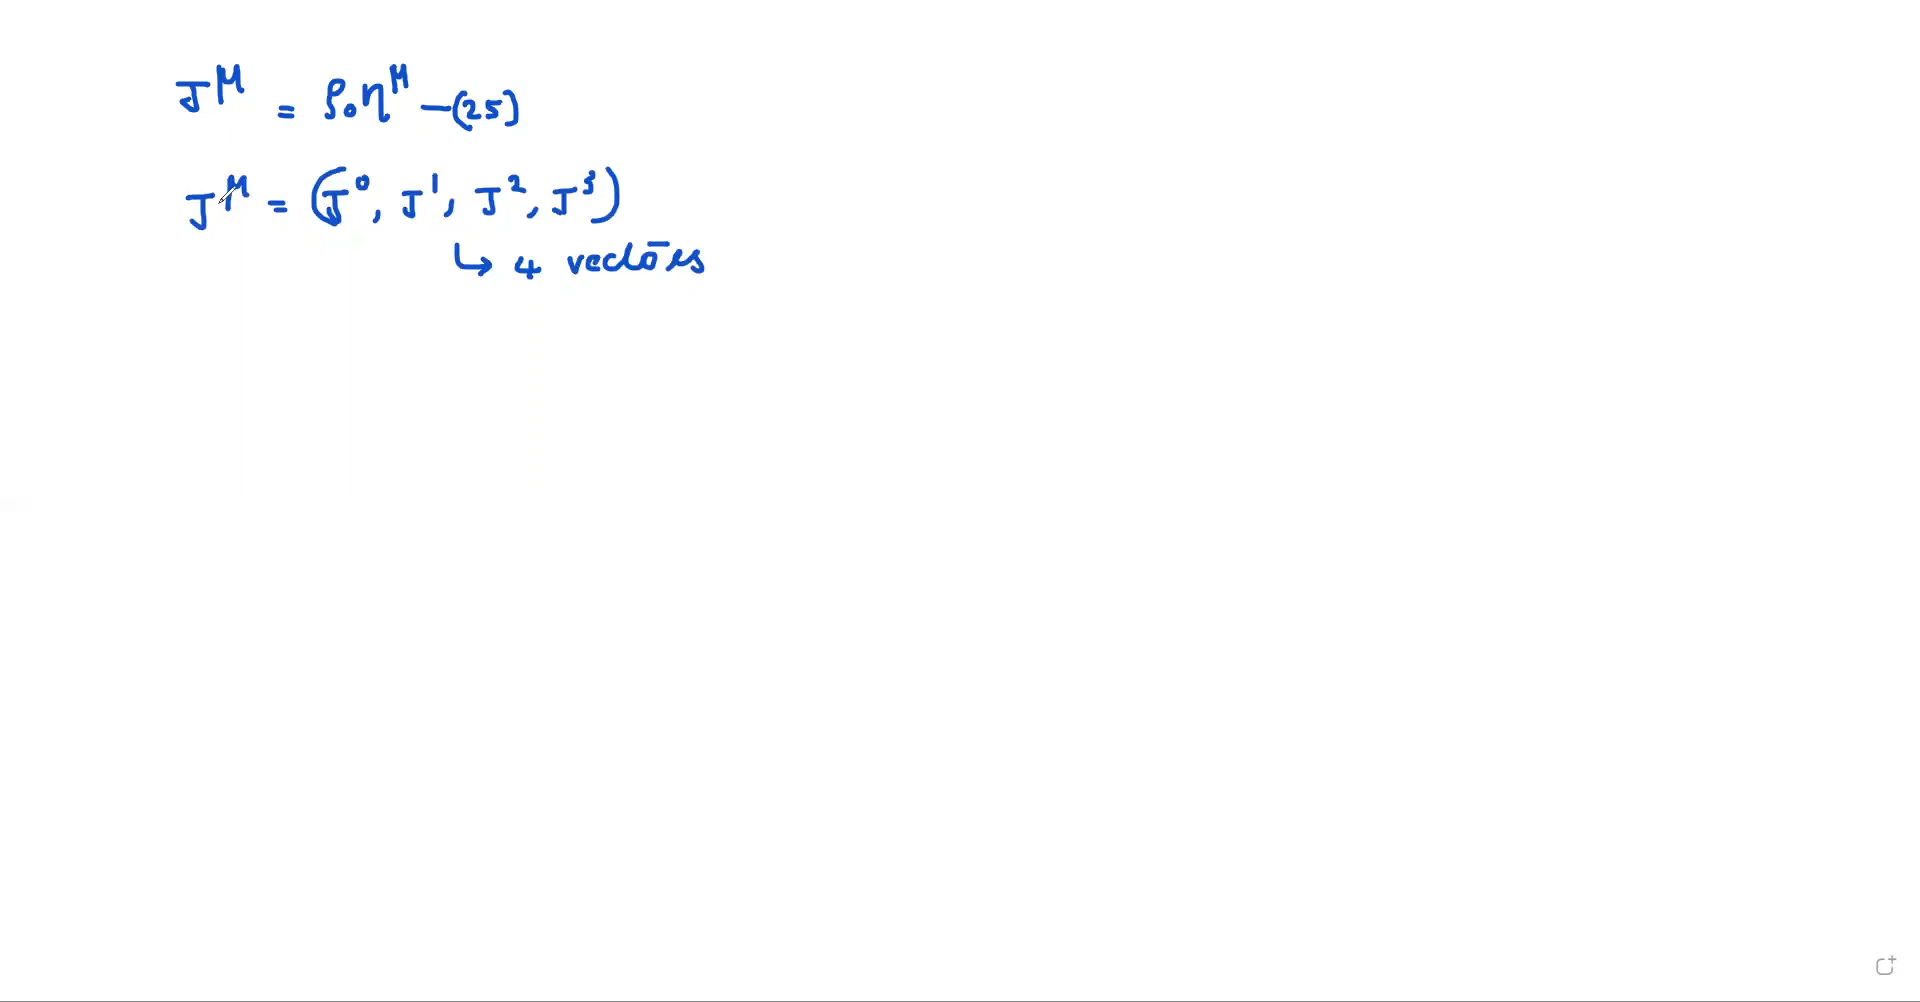 J^μ = ρ₀η^μ —(25)
J^μ = (J⁰, J¹, J², J³)
↳ 4 vectors